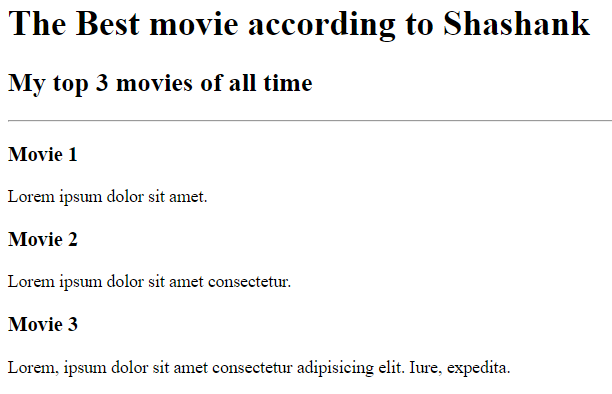 The Best movie according to Shashank
My top 3 movies of all time
Movie 1
Lorem ipsum dolor sit amet.
Movie 2
Lorem ipsum dolor sit amet consectetur.
Movie 3
Lorem, ipsum dolor sit amet consectetur adipisicing elit. Iure, expedita.